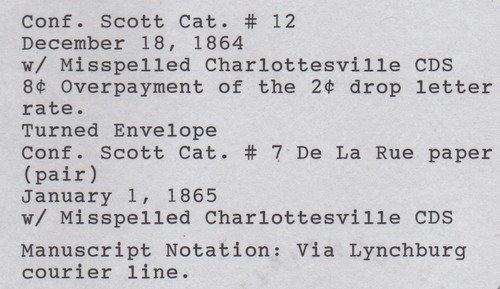 Conf. Scott Cat. # 12
December 18, 1864
w/ Misspelled Charlottesville CDS
8¢ Overpayment of the 2¢ drop letter
rate.
Turned Envelope
Conf. Scott Cat. # 7 De La Rue paper
(pair)
January 1, 1865
w/ Misspelled Charlottesville CDS
Manuscript Notation: Via Lynchburg
courier line.